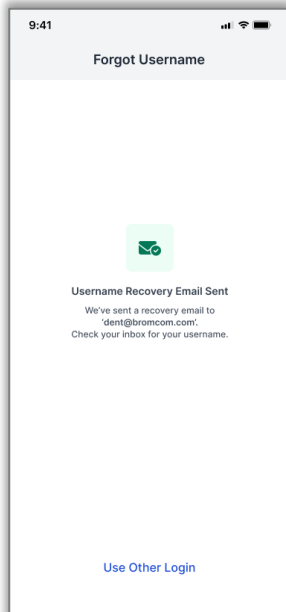 9:41
Forgot Username
Username Recovery Email Sent
We've sent a recovery email to
'dent@bromcom.com'.
Check your inbox for your username.
Use Other Login